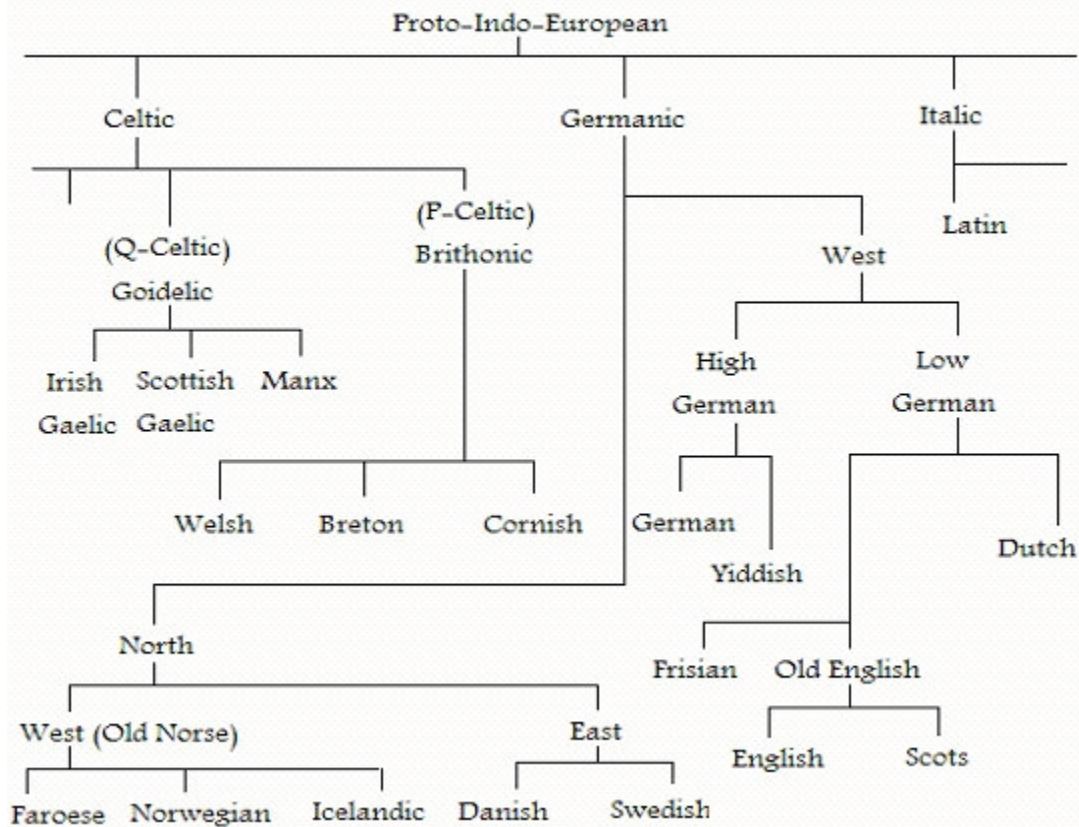 Proto-Indo-European
Celtic
Germanic
Italic
(P-Celtic)
Brithonic
(Q-Celtic)
Goidelic
Latin
West
Irish
Gaelic
Scottish
Gaelic
Manx
High
German
Low
German
Welsh
Breton
Cornish
German
Yiddish
Dutch
North
Frisian
Old English
West (Old Norse)
East
English
Scots
Faroese
Norwegian
Icelandic
Danish
Swedish